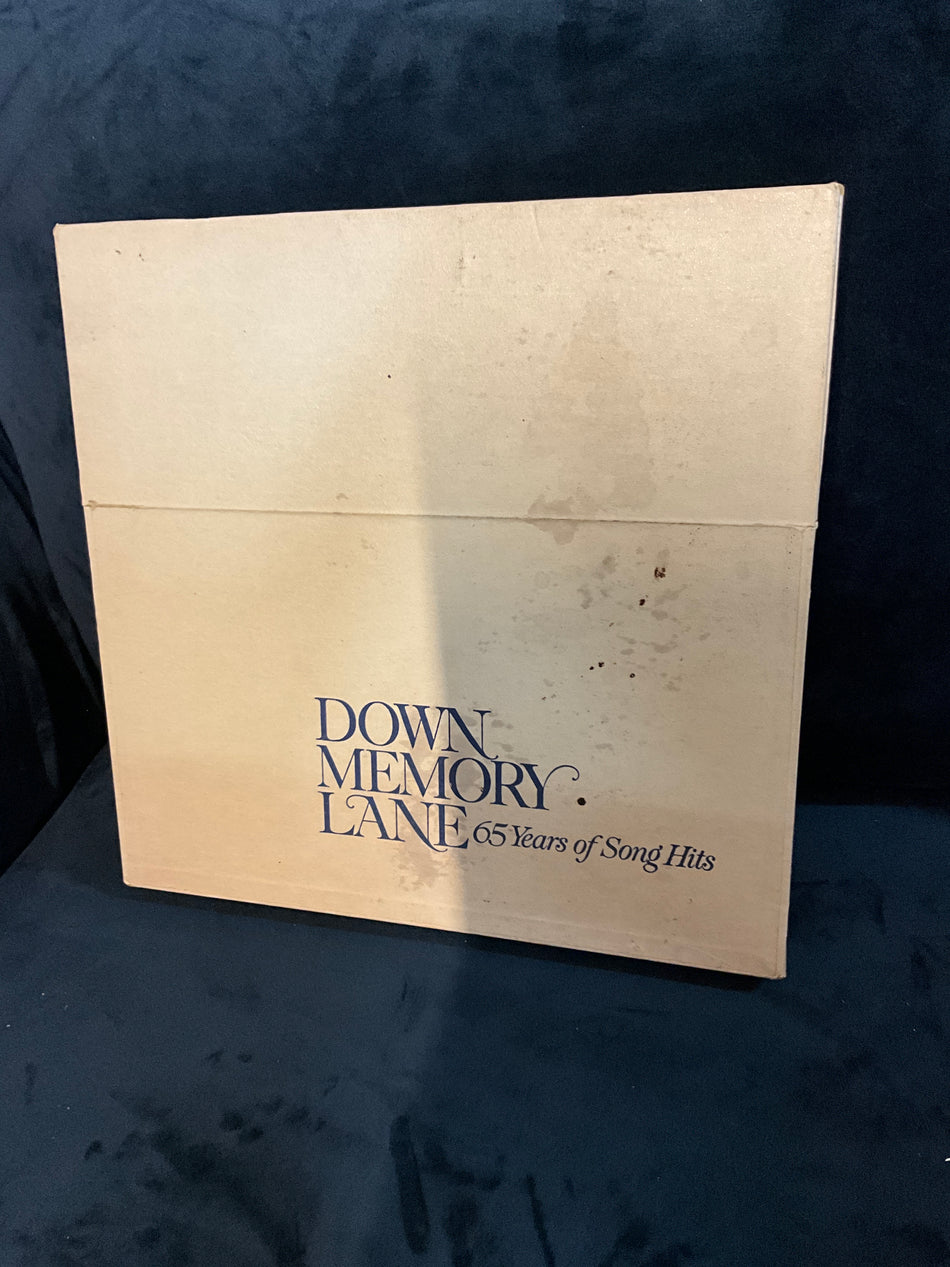 DOWN
MEMORY
LANE 65 Years of Song Hits